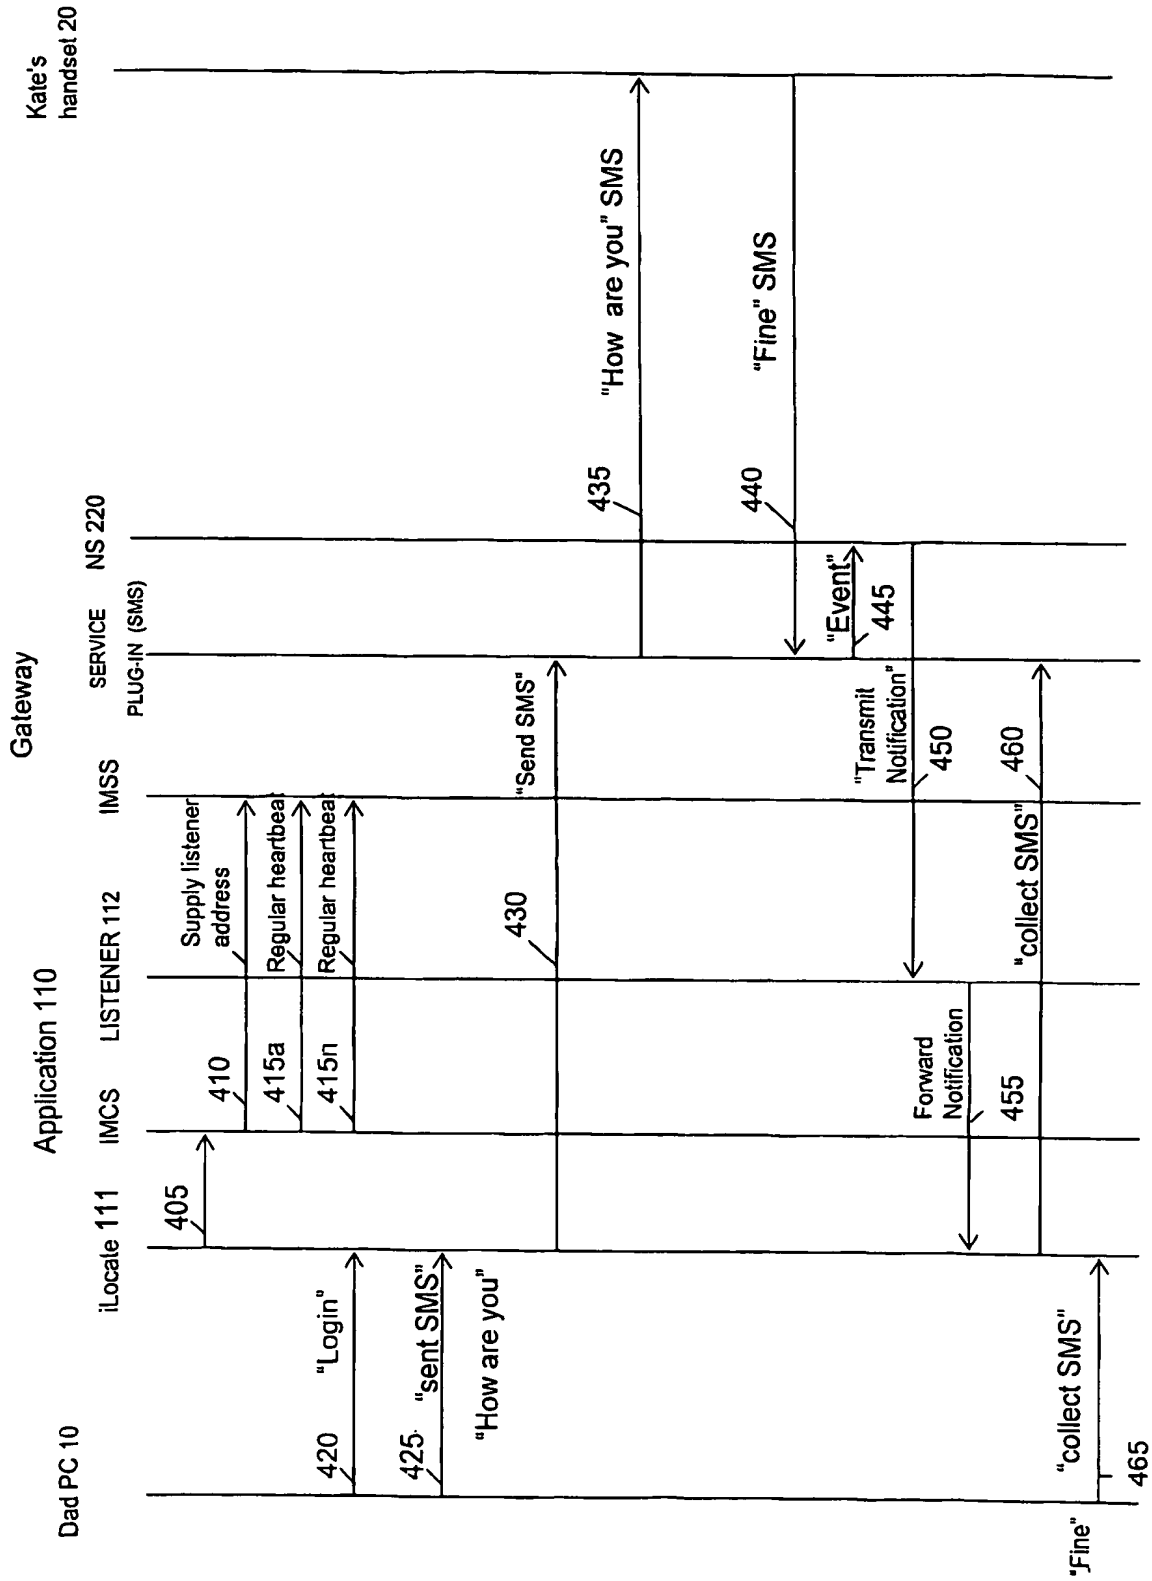 Dad PC 10
Application 110
Gateway
Kate's
handset 20
iLocate 111
IMCS
LISTENER 112
IMSS
SERVICE
PLUG-IN (SMS)
NS 220
405
410
Supply listener
address
415a
Regular heartbeat
415n
Regular heartbeat
420
"Login"
425
"sent SMS"
"How are you"
430
"Send SMS"
435
"How are you" SMS
440
"Fine" SMS
"Event"
445
"Transmit
Notification"
450
Forward
Notification
455
"collect SMS"
460
"Fine"
"collect SMS"
465